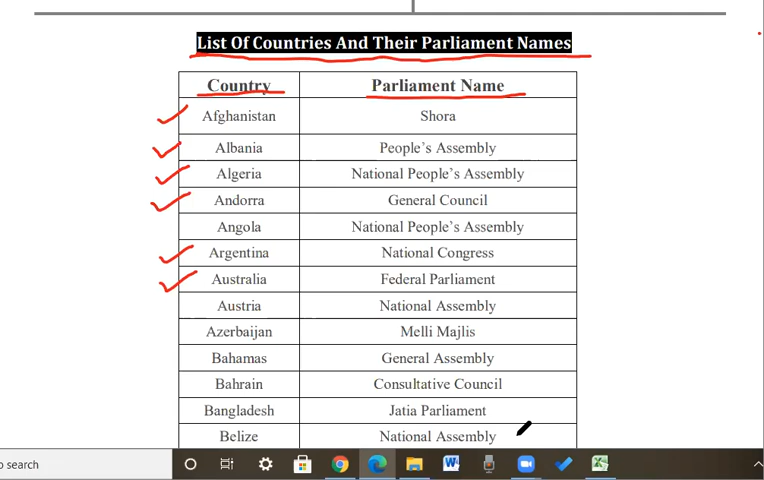 List Of Countries And Their Parliament Names
Country Parliament Name
Afghanistan Shora
Albania People's Assembly
Algeria National People's Assembly
Andorra General Council
Angola National People's Assembly
Argentina National Congress
Australia Federal Parliament
Austria National Assembly
Azerbaijan Melli Majlis
Bahamas General Assembly
Bahrain Consultative Council
Bangladesh Jatia Parliament
Belize National Assembly
o search